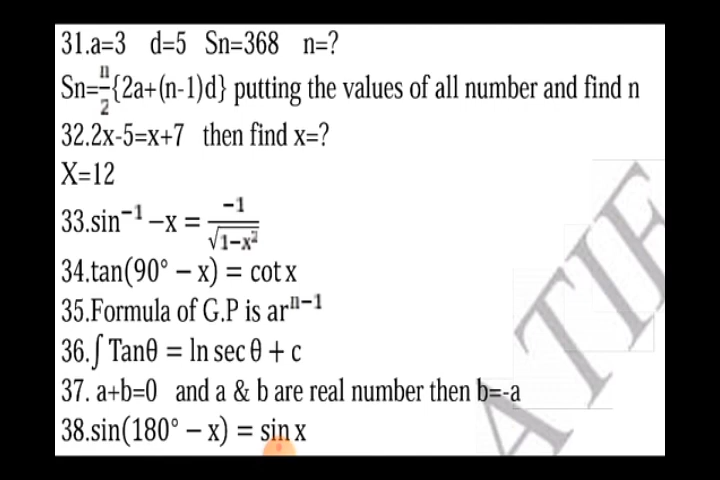 31.a=3 d=5 Sn=368 n=?
Sn=n/2{2a+(n-1)d} putting the values of all number and find n
32.2x-5=x+7 then find x=?
X=12
33.sin⁻¹ −x = −1/√1−x²
34.tan(90° − x) = cot x
35.Formula of G.P is arⁿ⁻¹
36.∫ Tanθ = ln sec θ + c
37. a+b=0 and a & b are real number then b=-a
38.sin(180° − x) = sin x
ATIF